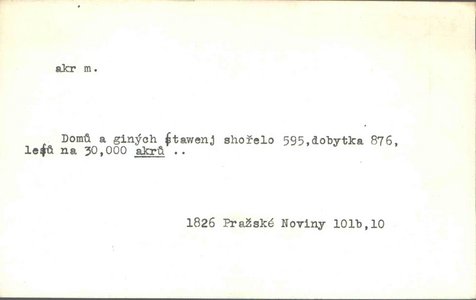 akr m.
Domů a giných stawenj shořelo 595,dobytka 876,
lesů na 30,000 akrů ..
1826 Pražské Noviny 101b,10